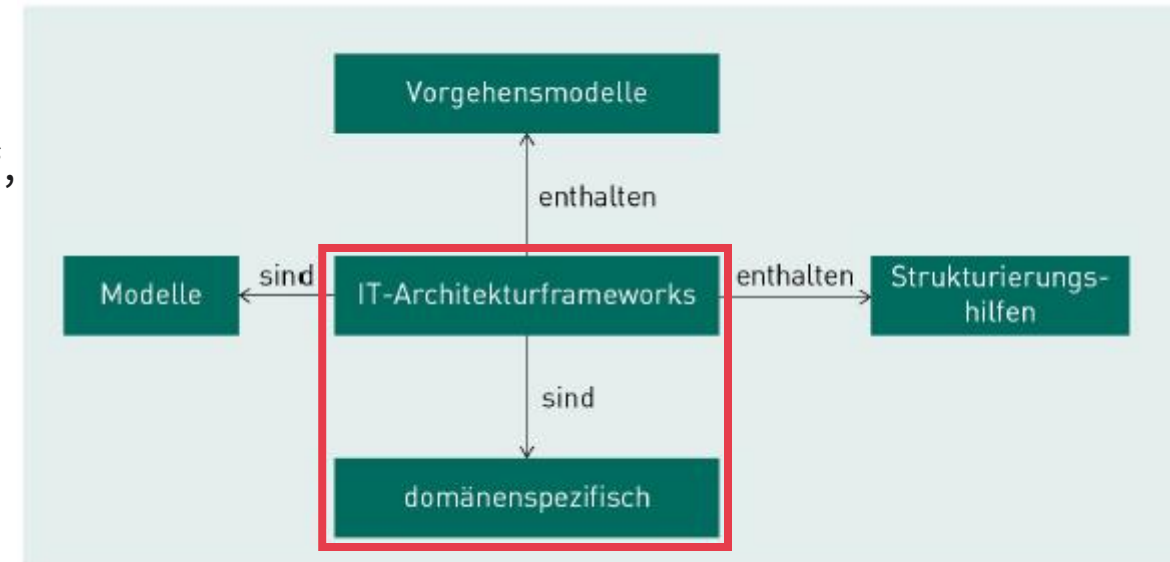 Vorgehensmodelle
,
enthalten
Modelle
sind
IT-Architekturframeworks
enthalten
Strukturierungs-
hilfen
sind
domänenspezifisch